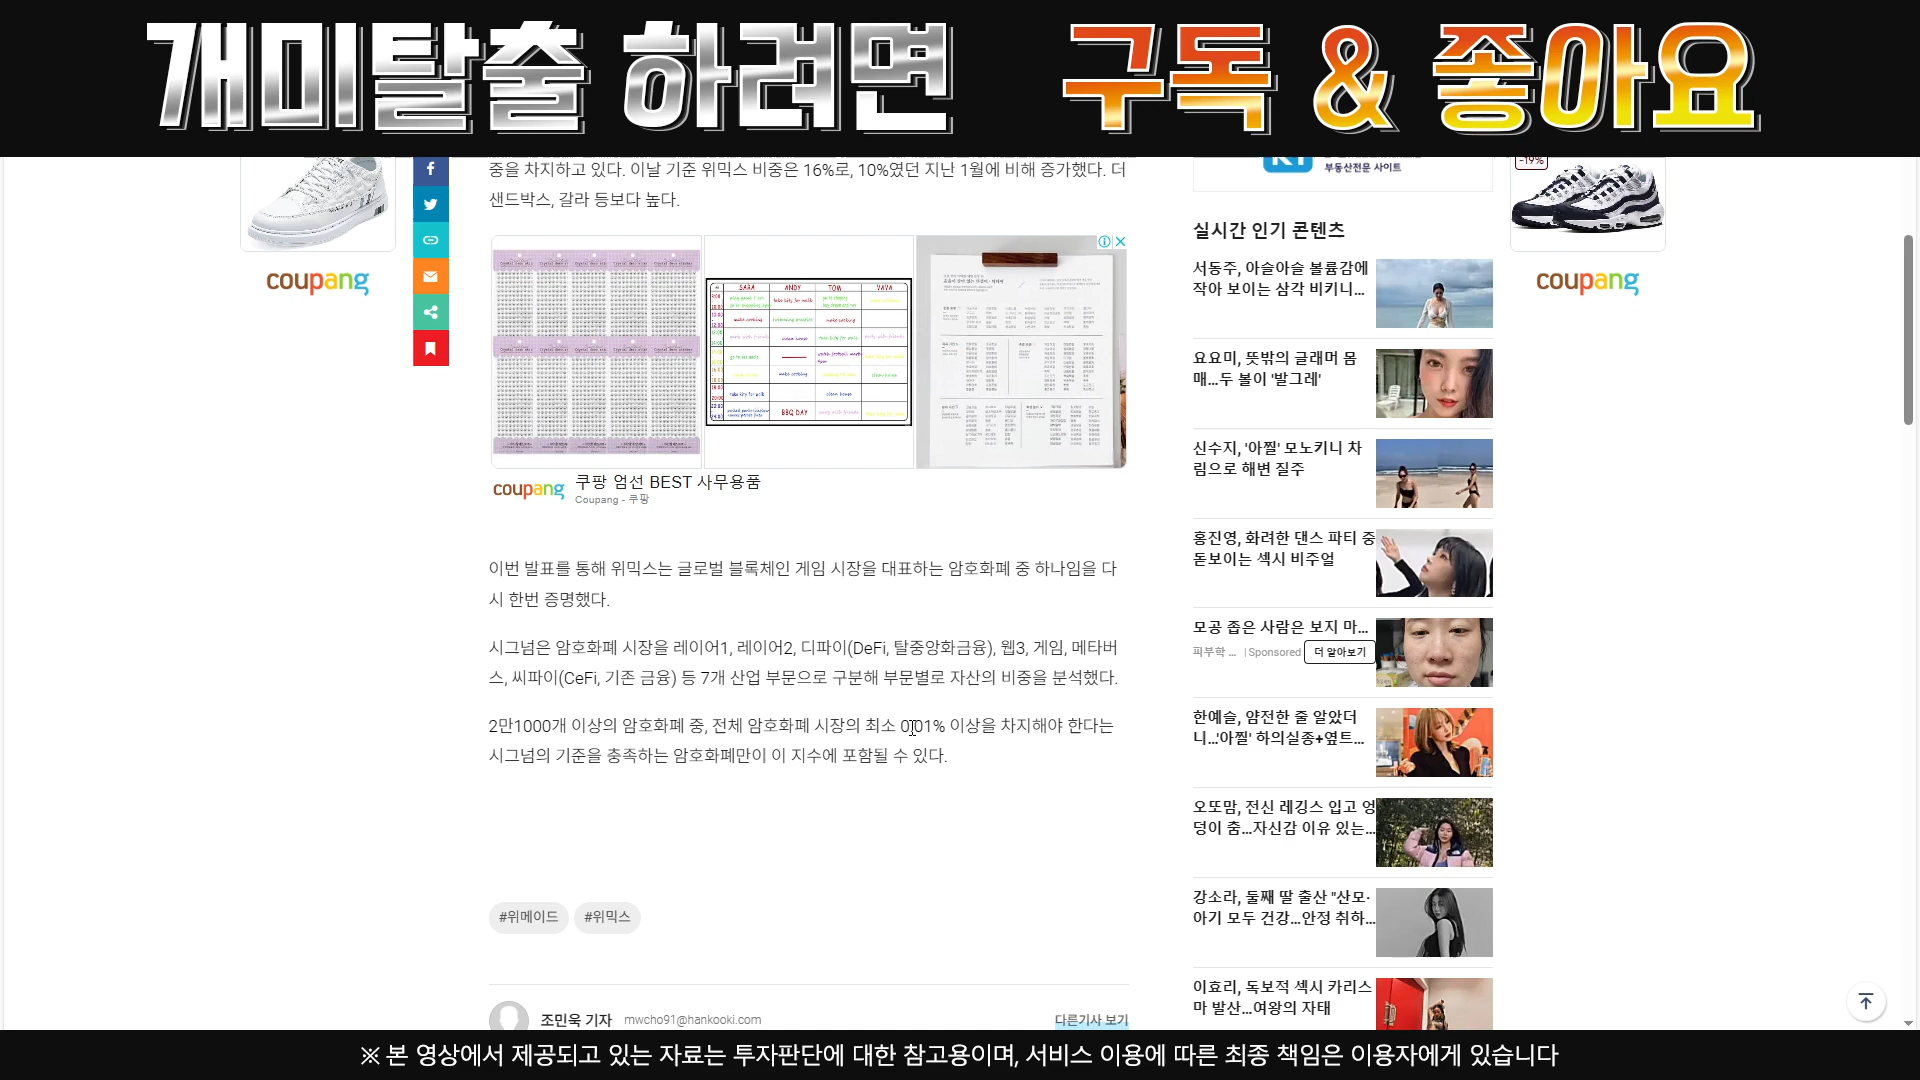 개미탈출 하려면 구독 & 좋아요
중을 차지하고 있다. 이날 기준 위믹스 비중은 16%로, 10%였던 지난 1월에 비해 증가했다. 더
샌드박스, 갈라 등보다 높다.
coupang
쿠팡 엄선 BEST 사무용품
Coupang - 쿠팡
SARA ANDY TOM
BBQ DAY
이번 발표를 통해 위믹스는 글로벌 블록체인 게임 시장을 대표하는 암호화폐 중 하나임을 다
시 한번 증명했다.
시그넘은 암호화폐 시장을 레이어1, 레이어2, 디파이(DeFi, 탈중앙화금융), 웹3, 게임, 메타버
스, 씨파이(CeFi, 기존 금융) 등 7개 산업 부문으로 구분해 부문별로 자산의 비중을 분석했다.
2만1000개 이상의 암호화폐 중, 전체 암호화폐 시장의 최소 0.01% 이상을 차지해야 한다는
시그넘의 기준을 충족하는 암호화폐만이 이 지수에 포함될 수 있다.
#위메이드 #위믹스
조민욱 기자 mwcho91@hankooki.com 다른기사 보기
coupang
부동산전문 사이트
실시간 인기 콘텐츠
서동주, 아슬아슬 볼륨감에
작아 보이는 삼각 비키니...
요요미, 뜻밖의 글래머 몸
매...두 볼이 '발그레'
신수지, '아찔' 모노키니 차
림으로 해변 질주
홍진영, 화려한 댄스 파티 중
돋보이는 섹시 비주얼
모공 좁은 사람은 보지 마...
피부학 ... | Sponsored 더 알아보기
한예슬, 얌전한 줄 알았더
니...'아찔' 하의실종+옆트...
오또맘, 전신 레깅스 입고 엉
덩이 춤...자신감 이유 있는...
강소라, 둘째 딸 출산 "산모·
아기 모두 건강...안정 취하...
이효리, 독보적 섹시 카리스
마 발산...여왕의 자태
-19%
coupang
※ 본 영상에서 제공되고 있는 자료는 투자판단에 대한 참고용이며, 서비스 이용에 따른 최종 책임은 이용자에게 있습니다